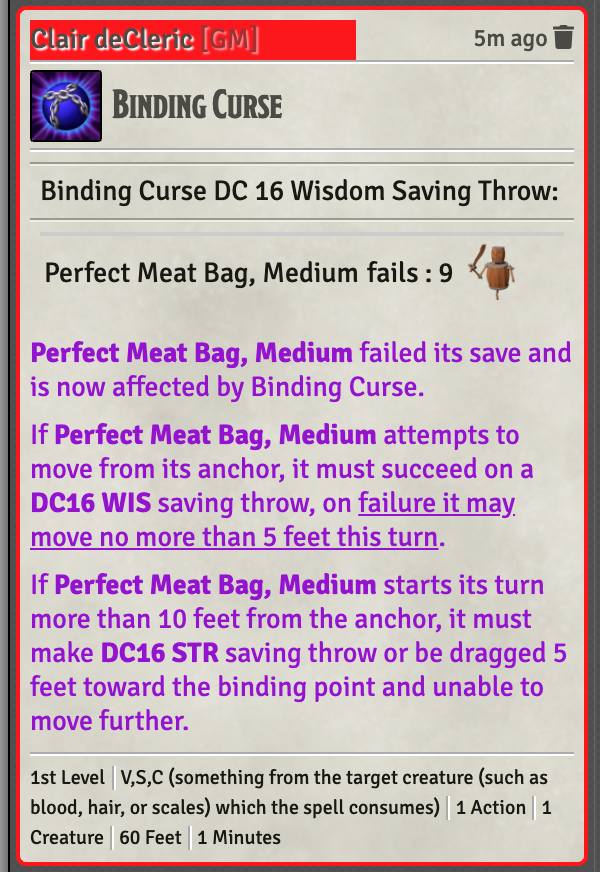 Clair deCleric [GM] 5m ago
Binding Curse
Binding Curse DC 16 Wisdom Saving Throw:
Perfect Meat Bag, Medium fails : 9
Perfect Meat Bag, Medium failed its save and
is now affected by Binding Curse.
If Perfect Meat Bag, Medium attempts to
move from its anchor, it must succeed on a
DC16 WIS saving throw, on failure it may
move no more than 5 feet this turn.
If Perfect Meat Bag, Medium starts its turn
more than 10 feet from the anchor, it must
make DC16 STR saving throw or be dragged 5
feet toward the binding point and unable to
move further.
1st Level | V,S,C (something from the target creature (such as
blood, hair, or scales) which the spell consumes) | 1 Action | 1
Creature | 60 Feet | 1 Minutes